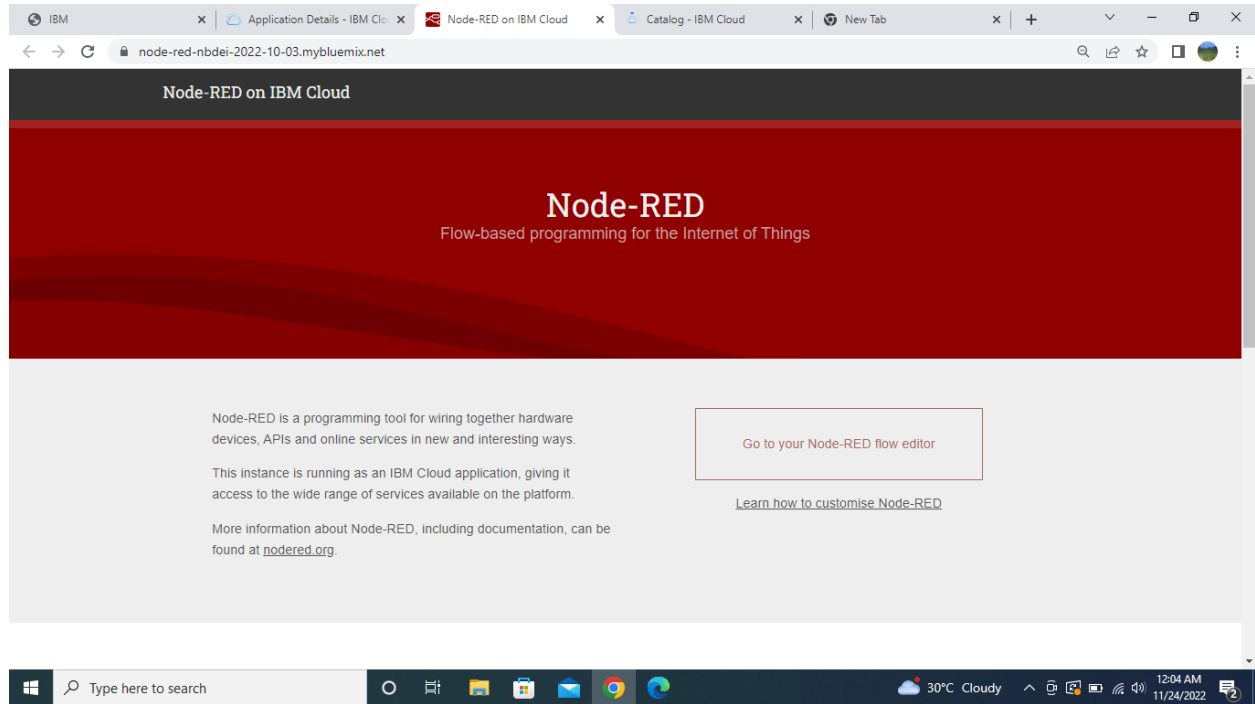 IBM
Application Details - IBM Clo
Node-RED on IBM Cloud
Catalog - IBM Cloud
New Tab
node-red-nbdei-2022-10-03.mybluemix.net
Node-RED on IBM Cloud
Node-RED
Flow-based programming for the Internet of Things
Node-RED is a programming tool for wiring together hardware
devices, APIs and online services in new and interesting ways.
This instance is running as an IBM Cloud application, giving it
access to the wide range of services available on the platform.
More information about Node-RED, including documentation, can be
found at nodered.org.
Go to your Node-RED flow editor
Learn how to customise Node-RED
Type here to search
30°C Cloudy
12:04 AM
11/24/2022
2